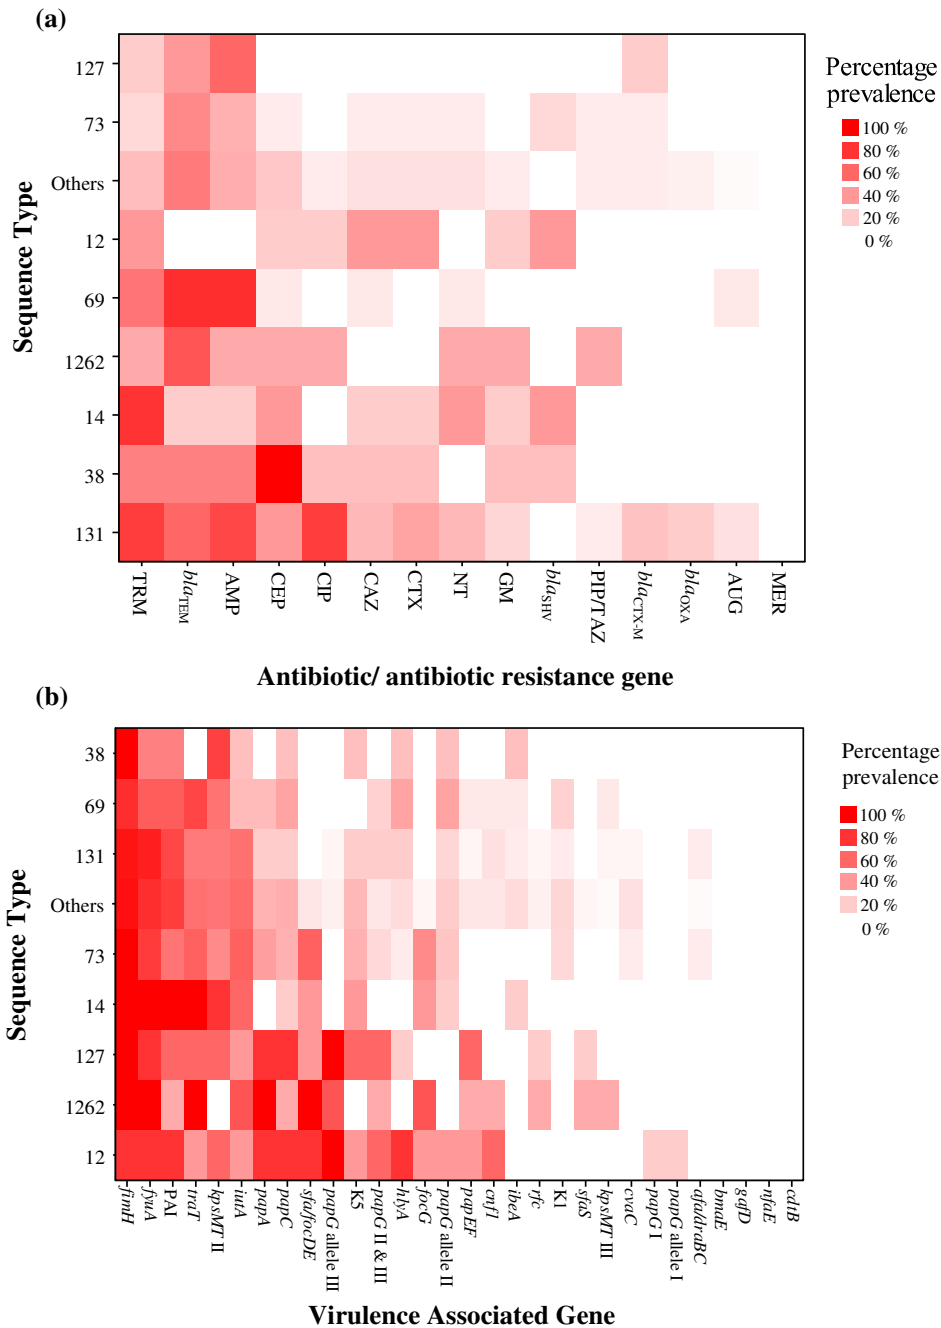 (a)
127
73
Others
12
69
1262
14
38
131
Sequence Type
Percentage
prevalence
100 %
80 %
60 %
40 %
20 %
0 %
TRM
blaTEM
AMP
CEP
CIP
CAZ
CTX
NT
GM
blaSHV
PIP/TAZ
blaCTX-M
blaOXA
AUG
MER
Antibiotic/ antibiotic resistance gene
(b)
38
69
131
Others
73
14
127
1262
12
Sequence Type
Percentage
prevalence
100 %
80 %
60 %
40 %
20 %
0 %
fimH
fyuA
PAI
traT
kpsMT II
iutA
papA
papC
sfa/focDE
papG allele III
K5
papG II & III
hlyA
focG
papG allele II
papEF
cnf1
ibeA
rfc
K1
sfaS
kpsMT III
cvaC
papG I
papG allele I
afa/draBC
bmaE
gafD
nfaE
cdtB
Virulence Associated Gene